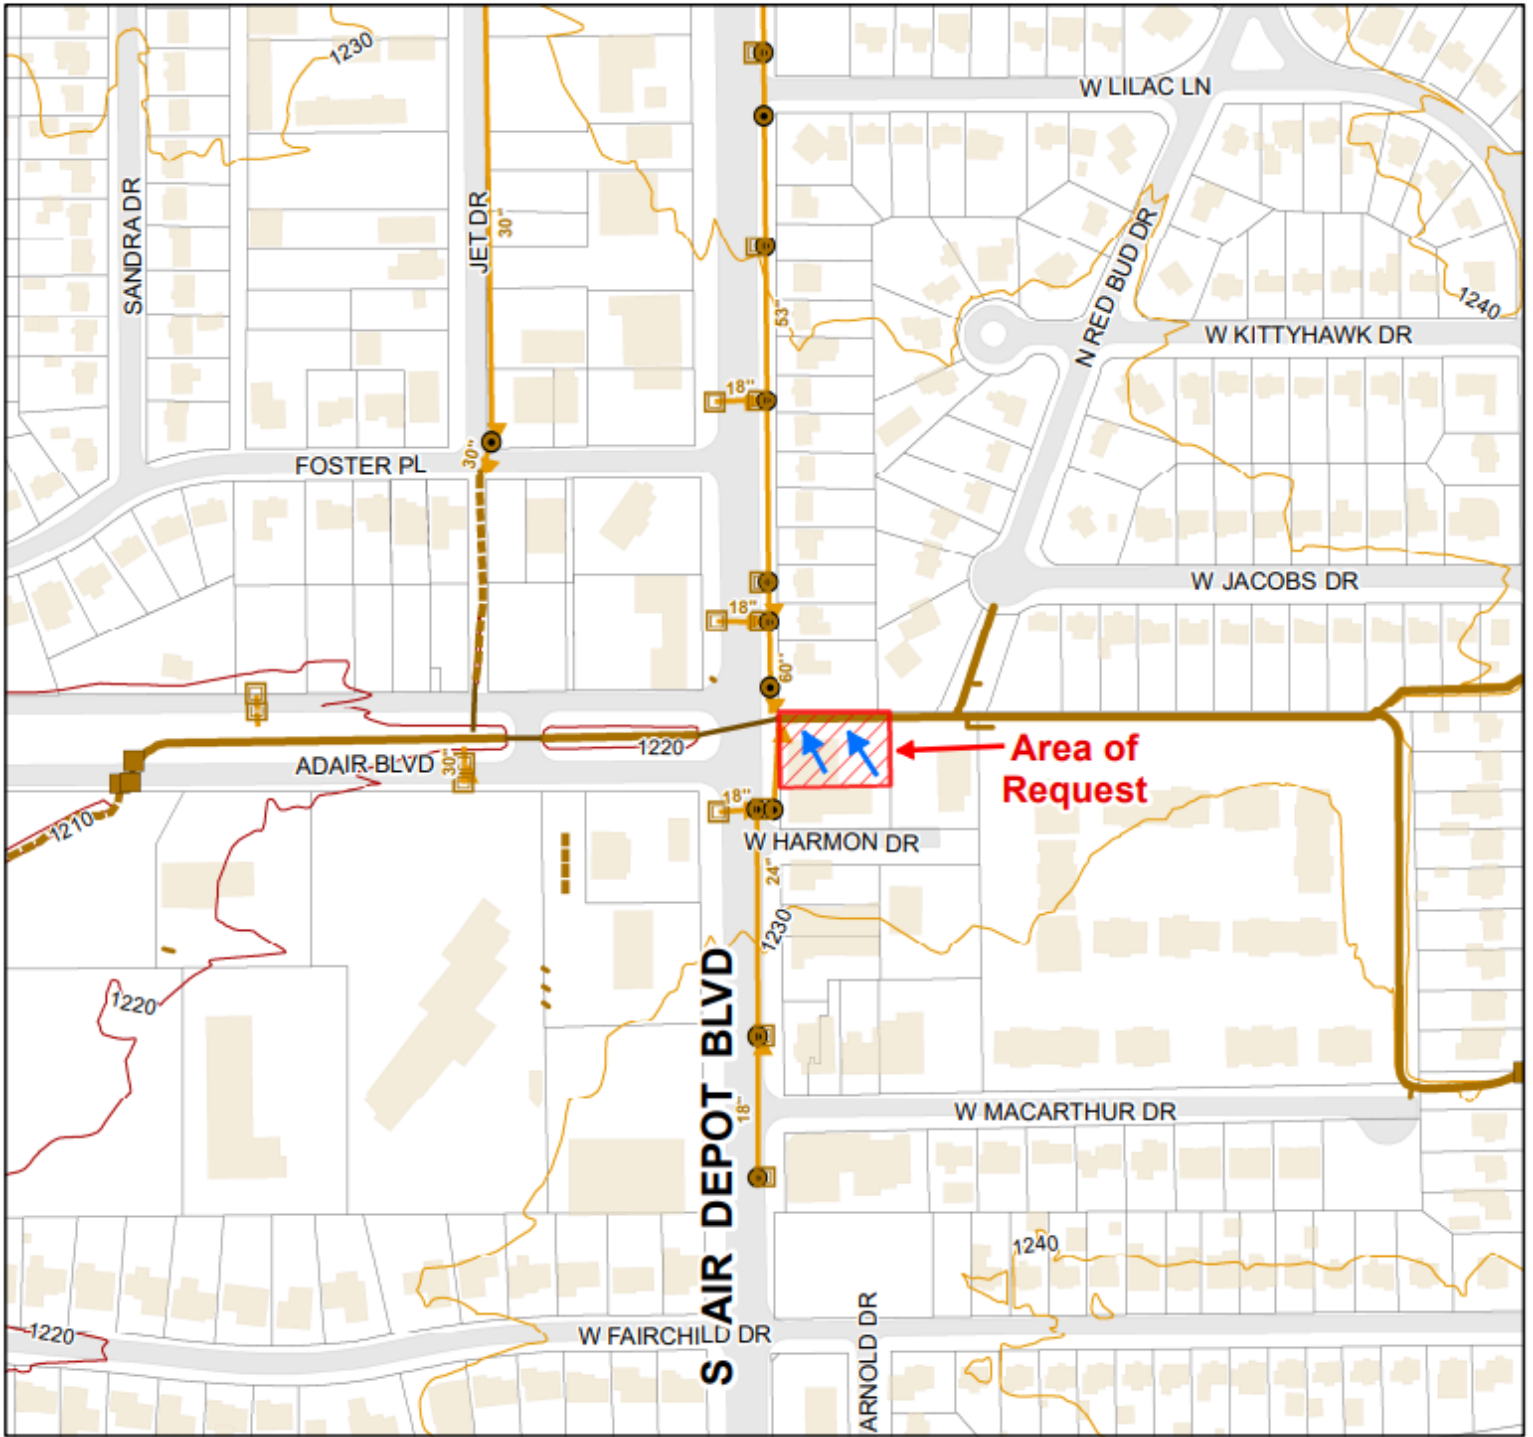 1230
W LILAC LN
SANDRA DR
JET DR
30"
N RED BUD DR
1240
53"
W KITTYHAWK DR
18"
FOSTER PL
30"
W JACOBS DR
18"
60"
1220
ADAIR BLVD
30"
Area of
Request
18"
1210
W HARMON DR
24"
1230
1220
S AIR DEPOT BLVD
18"
W MACARTHUR DR
1240
1220
W FAIRCHILD DR
ARNOLD DR